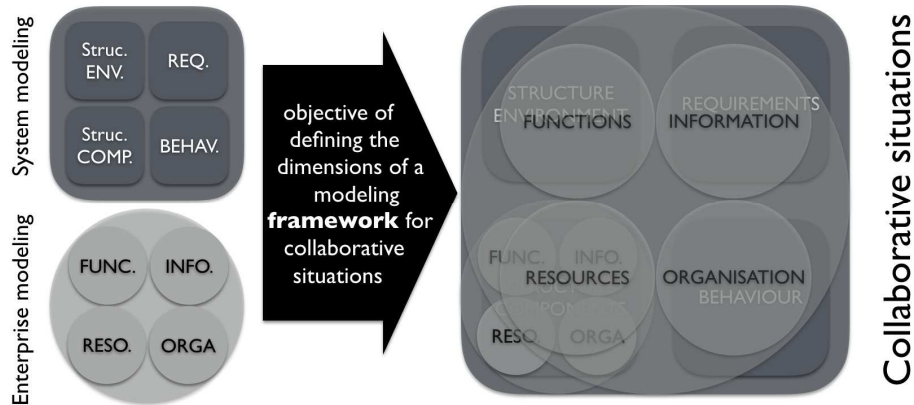 System modeling
Struc.
ENV.
REQ.
Struc.
COMP.
BEHAV.
Enterprise modeling
FUNC.
INFO.
RESO.
ORGA
objective of
defining the
dimensions of a
modeling
framework for
collaborative
situations
STRUCTURE
ENVIRONMENT
FUNCTIONS
REQUIREMENTS
INFORMATION
FUNC.
INFO.
RESOURCES
COMPONENTS
RESO.
ORGA
ORGANISATION
BEHAVIOUR
Collaborative situations